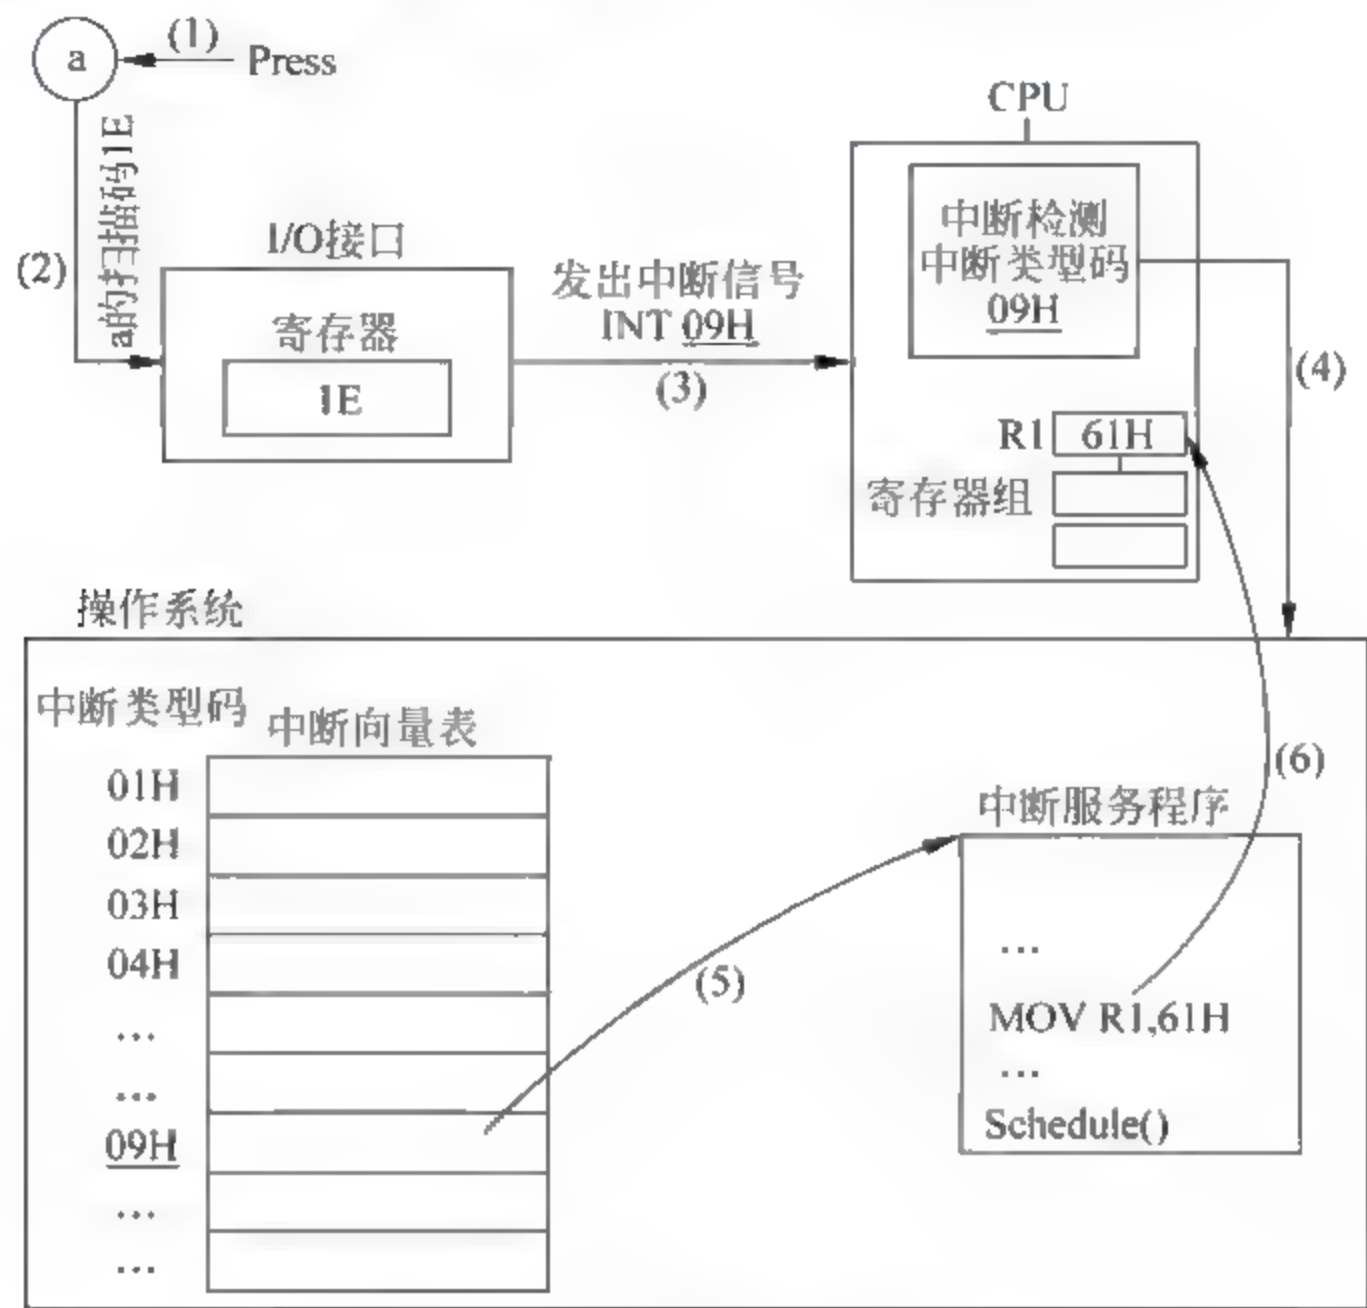 (1)
a
Press
a的扫描码1E
(2)
I/O接口
寄存器
1E
发出中断信号
INT 09H
(3)
CPU
中断检测
中断类型码
09H
(4)
R1
61H
寄存器组
操作系统
中断类型码
中断向量表
01H
02H
03H
04H
…
…
09H
…
…
(5)
(6)
中断服务程序
…
MOV R1,61H
…
Schedule()